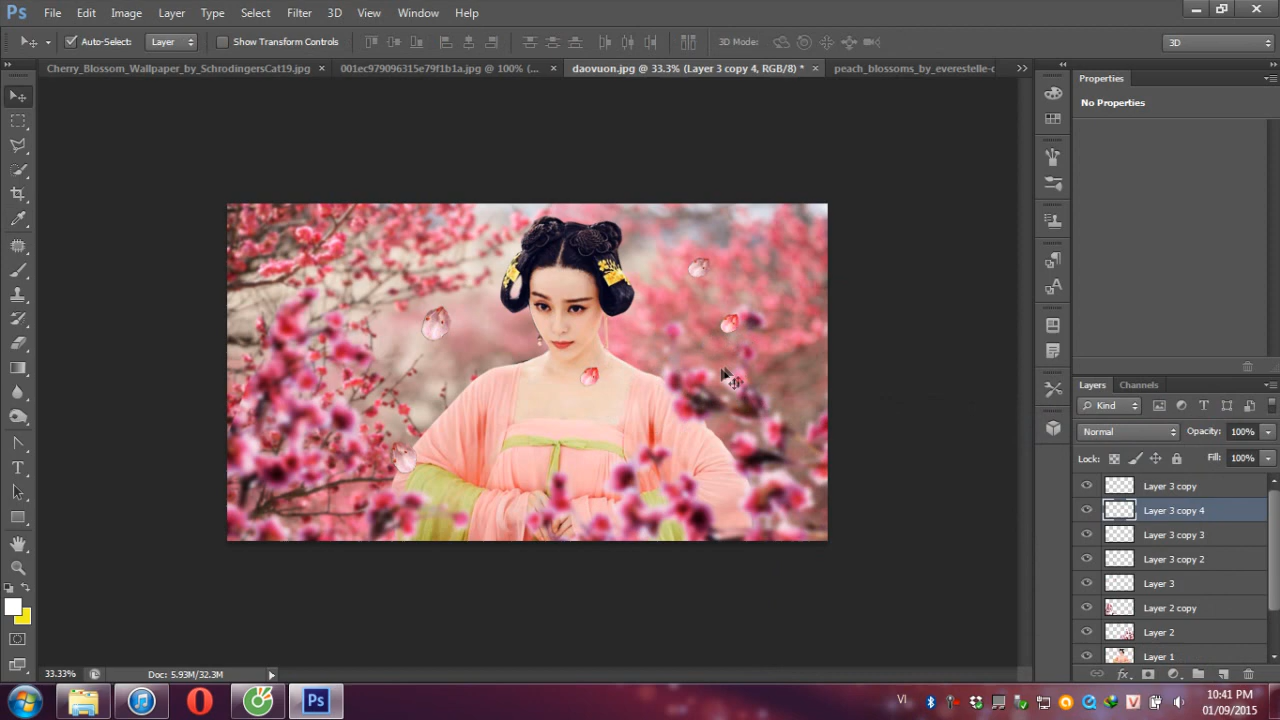 Ps File Edit Image Layer Type Select Filter 3D View Window Help
Auto-Select: Layer Show Transform Controls 3D Mode: 3D
Cherry_Blossom_Wallpaper_by_SchrodingersCat19.jpg × 001ec979096315e79f1b1a.jpg @ 100% (... × daovuon.jpg @ 33.3% (Layer 3 copy 4, RGB/8) * × peach_blossoms_by_everestelle-
Properties
No Properties
Layers Channels
Kind
Normal Opacity: 100%
Lock: Fill: 100%
Layer 3 copy
Layer 3 copy 4
Layer 3 copy 3
Layer 3 copy 2
Layer 3
Layer 2 copy
Layer 2
Layer 1
33.33% Doc: 5.93M/32.3M
fx
Ps VI V 10:41 PM
01/09/2015